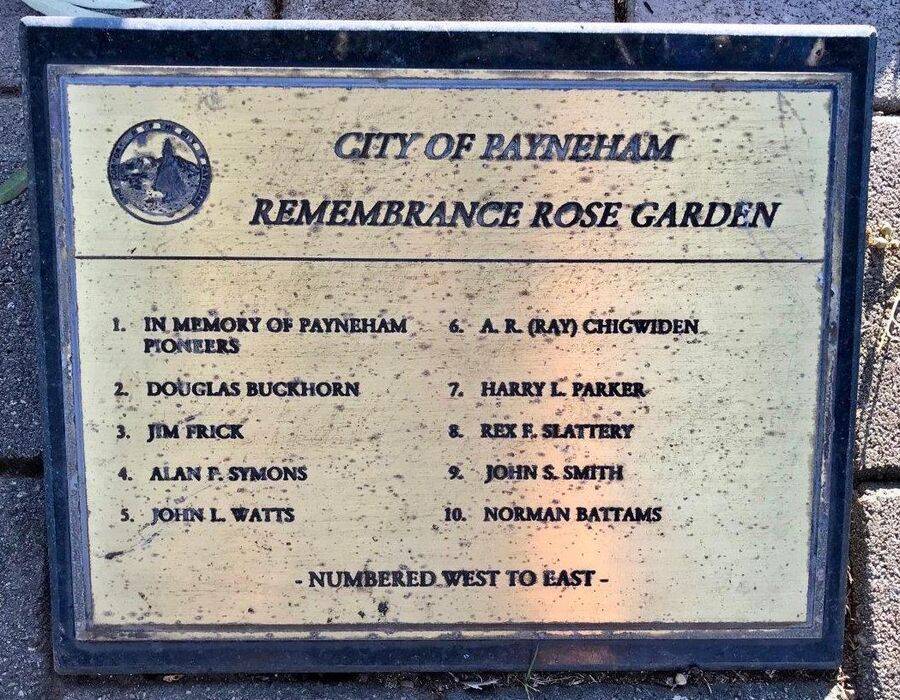 CITY OF PAYNEHAM
REMEMBRANCE ROSE GARDEN
1. IN MEMORY OF PAYNEHAM
PIONEERS
2. DOUGLAS BUCKHORN
3. JIM FRICK
4. ALAN P. SYMONS
5. JOHN L. WATTS
6. A. R. (RAY) CHIGWIDEN
7. HARRY L. PARKER
8. REX F. SLATTERY
9. JOHN S. SMITH
10. NORMAN BATTAMS
- NUMBERED WEST TO EAST -